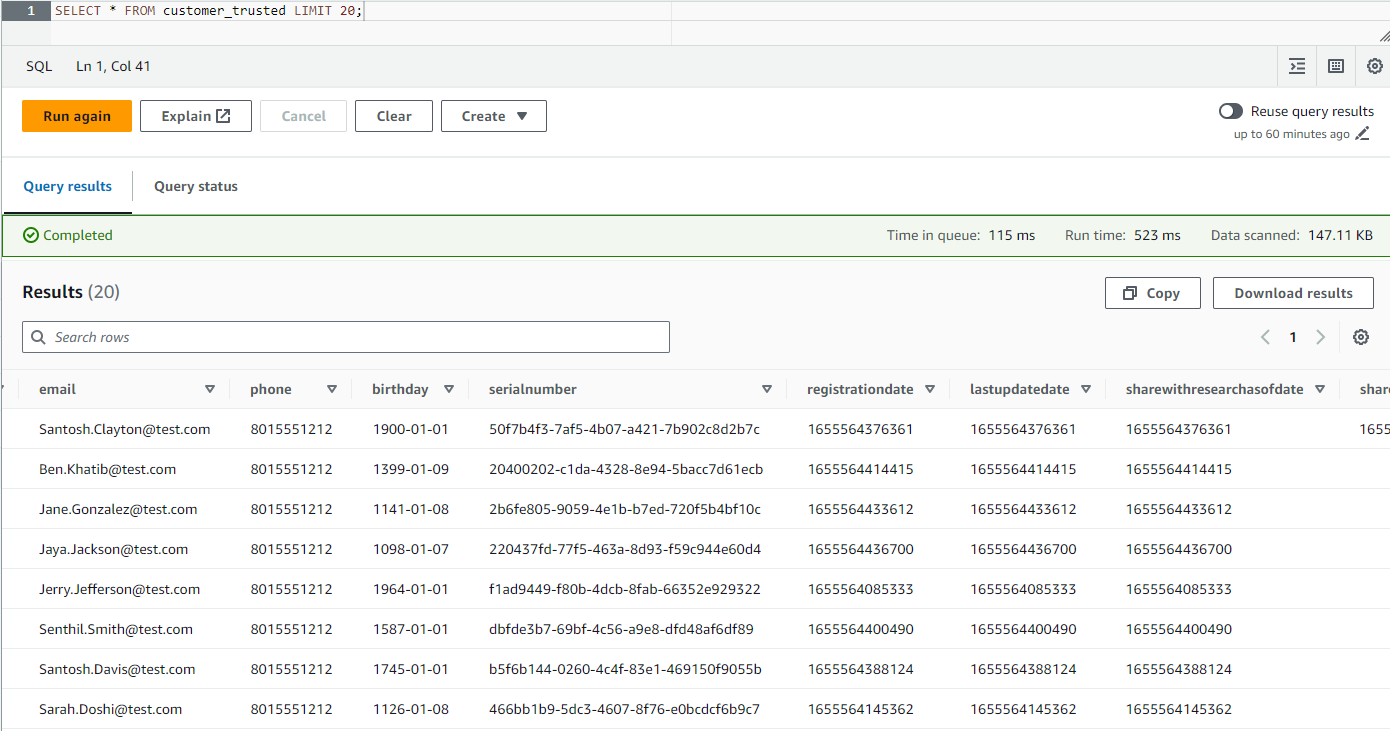 1 SELECT * FROM customer_trusted LIMIT 20;
SQL Ln 1, Col 41
Run again Explain Cancel Clear Create Reuse query results
up to 60 minutes ago
Query results Query status
Completed Time in queue: 115 ms Run time: 523 ms Data scanned: 147.11 KB
Results (20) Copy Download results
Search rows 1
email phone birthday serialnumber registrationdate lastupdatedate sharewithresearchasofdate share
Santosh.Clayton@test.com 8015551212 1900-01-01 50f7b4f3-7af5-4b07-a421-7b902c8d2b7c 1655564376361 1655564376361 1655564376361 1655
Ben.Khatib@test.com 8015551212 1399-01-09 20400202-c1da-4328-8e94-5bacc7d61ecb 1655564414415 1655564414415 1655564414415
Jane.Gonzalez@test.com 8015551212 1141-01-08 2b6fe805-9059-4e1b-b7ed-720f5b4bf10c 1655564433612 1655564433612 1655564433612
Jaya.Jackson@test.com 8015551212 1098-01-07 220437fd-77f5-463a-8d93-f59c944e60d4 1655564436700 1655564436700 1655564436700
Jerry.Jefferson@test.com 8015551212 1964-01-01 f1ad9449-f80b-4dcb-8fab-66352e929322 1655564085333 1655564085333 1655564085333
Senthil.Smith@test.com 8015551212 1587-01-01 dbfde3b7-69bf-4c56-a9e8-dfd48af6df89 1655564400490 1655564400490 1655564400490
Santosh.Davis@test.com 8015551212 1745-01-01 b5f6b144-0260-4c4f-83e1-469150f9055b 1655564388124 1655564388124 1655564388124
Sarah.Doshi@test.com 8015551212 1126-01-08 466bb1b9-5dc3-4607-8f76-e0bcdcf6b9c7 1655564145362 1655564145362 1655564145362